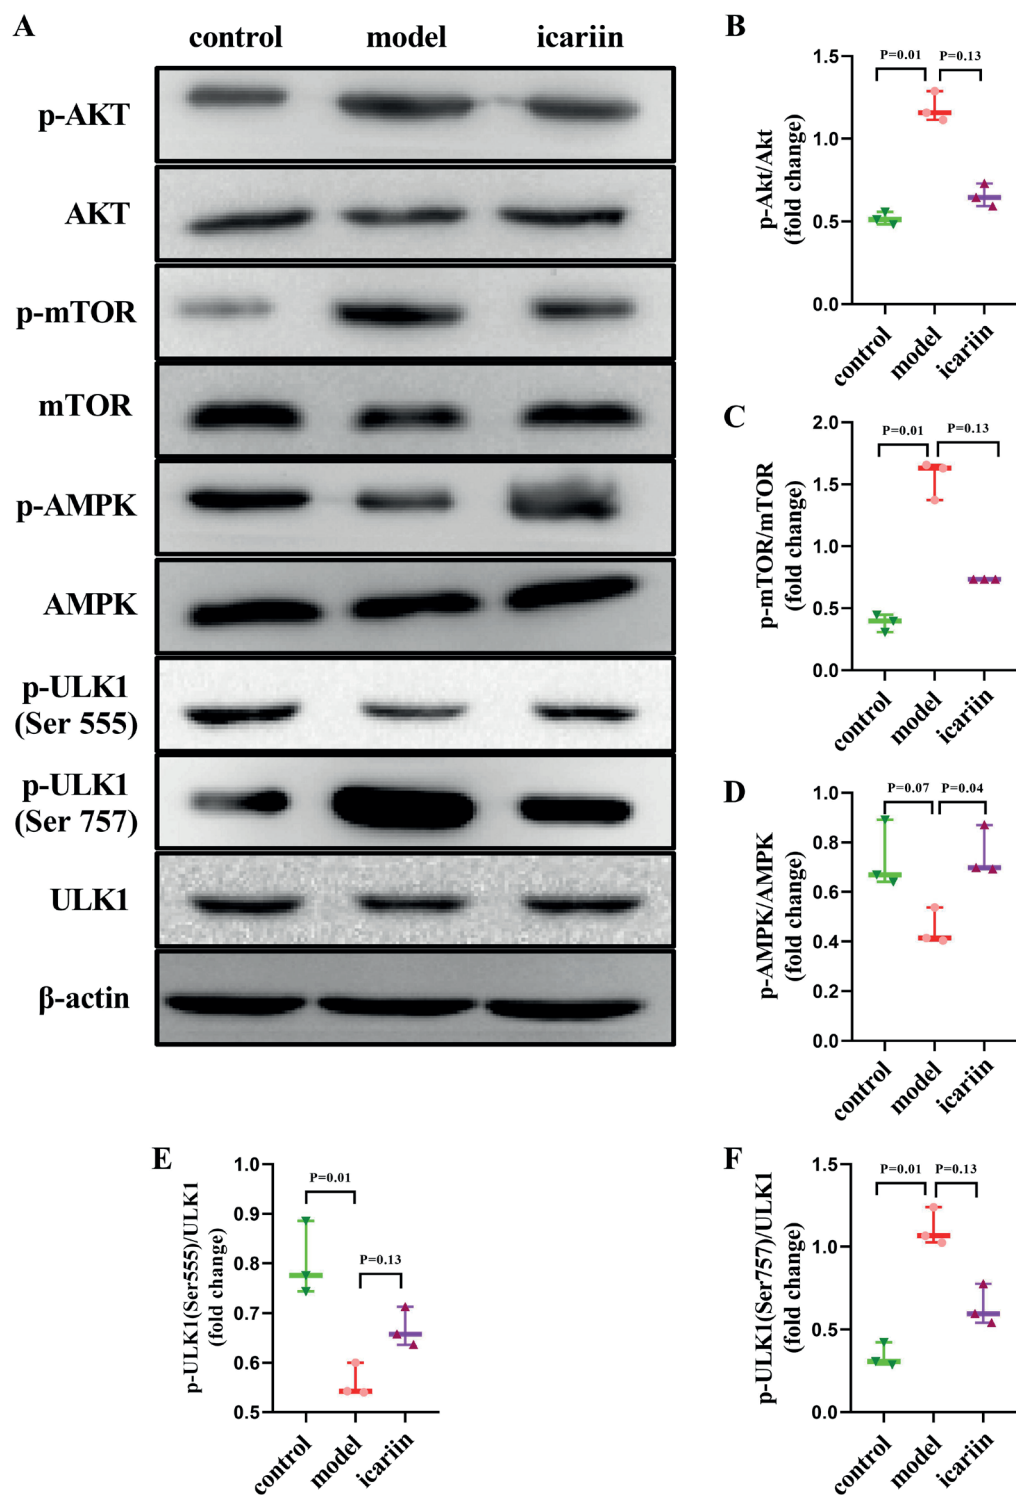 A
control model icariin
p-AKT
AKT
p-mTOR
mTOR
p-AMPK
AMPK
p-ULK1
(Ser 555)
p-ULK1
(Ser 757)
ULK1
β-actin
B
p-Akt/Akt
(fold change)
1.5
1.0
0.5
0.0
P=0.01 P=0.13
control model icariin
C
p-mTOR/mTOR
(fold change)
2.0
1.5
1.0
0.5
0.0
P=0.01 P=0.13
control model icariin
D
p-AMPK/AMPK
(fold change)
1.0
0.8
0.6
0.4
0.2
0.0
P=0.07 P=0.04
control model icariin
E
p-ULK1(Ser555)/ULK1
(fold change)
1.0
0.9
0.8
0.7
0.6
0.5
P=0.01
P=0.13
control model icariin
F
p-ULK1(Ser757)/ULK1
(fold change)
1.5
1.0
0.5
0.0
P=0.01 P=0.13
control model icariin